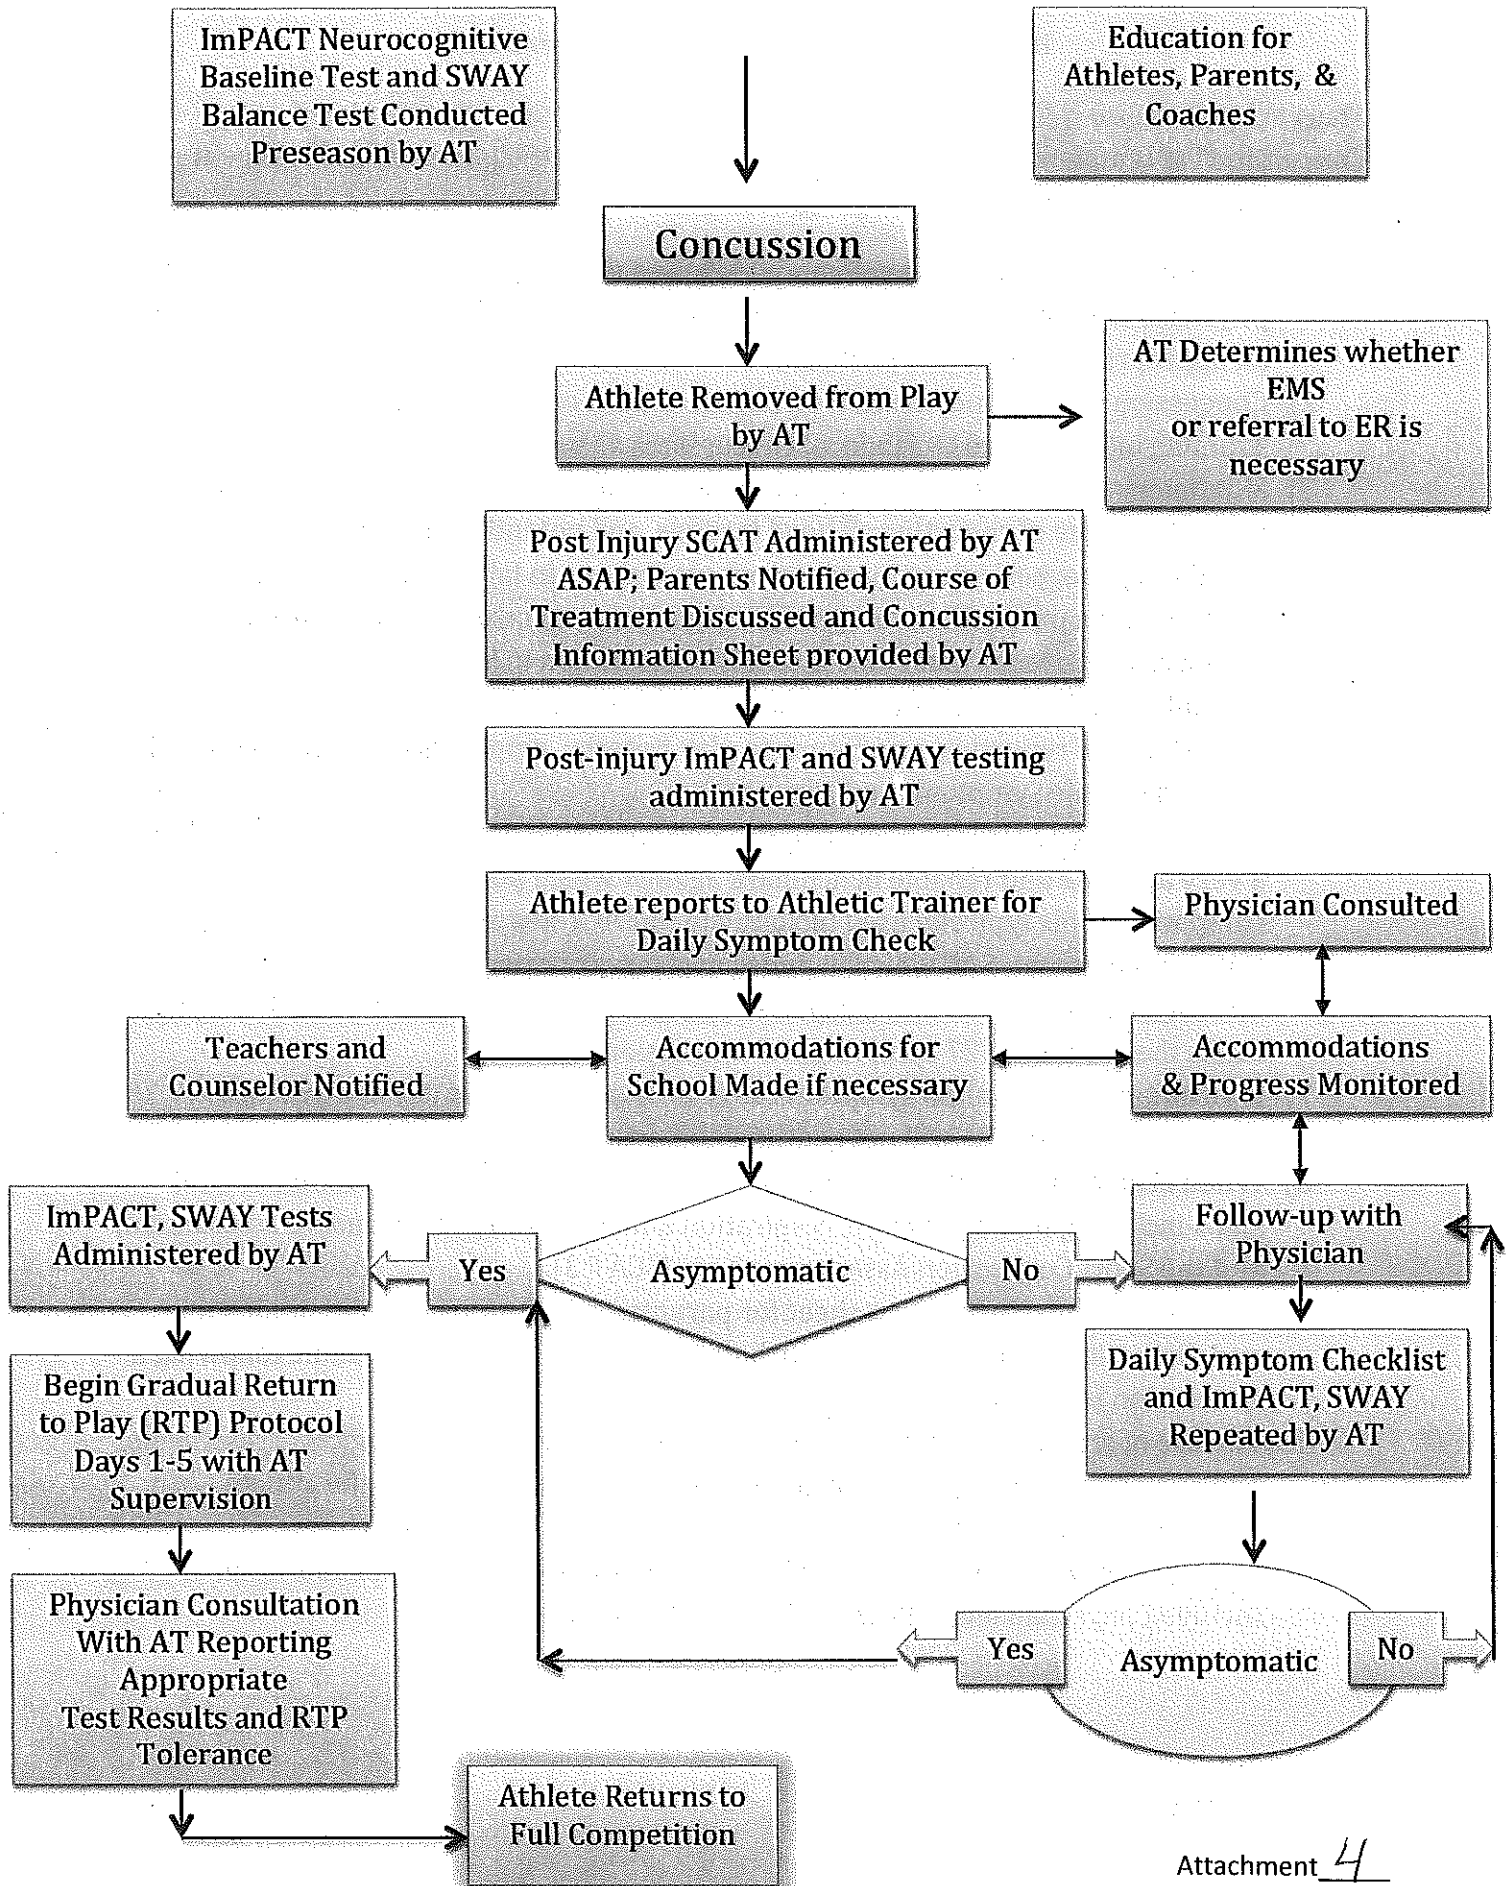 ImPACT Neurocognitive
Baseline Test and SWAY
Balance Test Conducted
Preseason by AT
Education for
Athletes, Parents, &
Coaches
Concussion
Athlete Removed from Play
by AT
AT Determines whether
EMS
or referral to ER is
necessary
Post Injury SCAT Administered by AT
ASAP; Parents Notified, Course of
Treatment Discussed and Concussion
Information Sheet provided by AT
Post-injury ImPACT and SWAY testing
administered by AT
Athlete reports to Athletic Trainer for
Daily Symptom Check
Physician Consulted
Teachers and
Counselor Notified
Accommodations for
School Made if necessary
Accommodations
& Progress Monitored
ImPACT, SWAY Tests
Administered by AT
Yes
Asymptomatic
No
Follow-up with
Physician
Begin Gradual Return
to Play (RTP) Protocol
Days 1-5 with AT
Supervision
Daily Symptom Checklist
and ImPACT, SWAY
Repeated by AT
Physician Consultation
With AT Reporting
Appropriate
Test Results and RTP
Tolerance
Yes
Asymptomatic
No
Athlete Returns to
Full Competition
Attachment 4